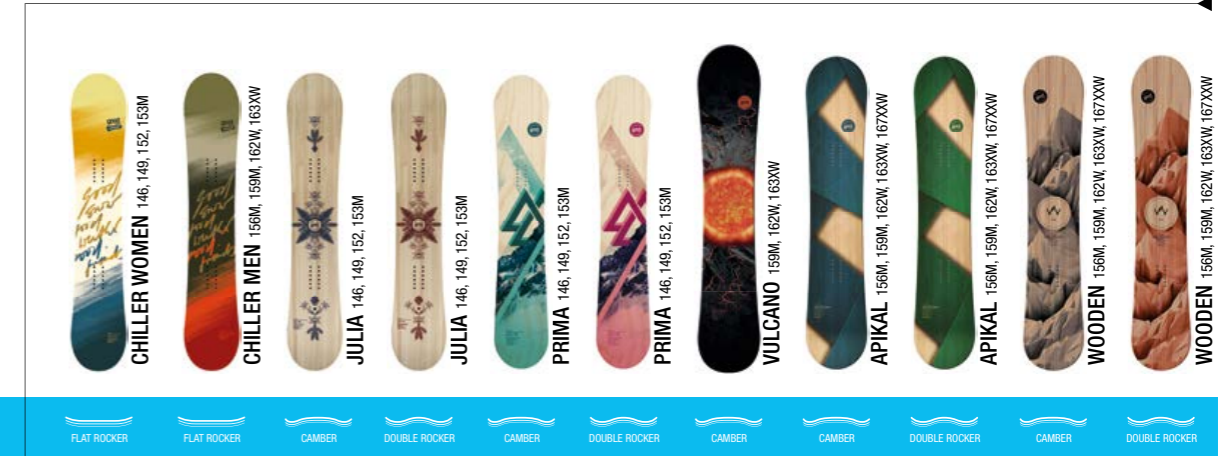 CHILLER WOMEN 146, 149, 152, 153M
CHILLER MEN 156M, 159M, 162W, 163XW
JULIA 146, 149, 152, 153M
JULIA 146, 149, 152, 153M
PRIMA 146, 149, 152, 153M
PRIMA 146, 149, 152, 153M
VULCANO 159M, 162W, 163XW
APIKAL 156M, 159M, 162W, 163XW, 167XXW
APIKAL 156M, 159M, 162W, 163XW, 167XXW
WOODEN 156M, 159M, 162W, 163XW, 167XXW
WOODEN 156M, 159M, 162W, 163XW, 167XXW
FLAT ROCKER
FLAT ROCKER
CAMBER
DOUBLE ROCKER
CAMBER
DOUBLE ROCKER
CAMBER
CAMBER
DOUBLE ROCKER
CAMBER
DOUBLE ROCKER